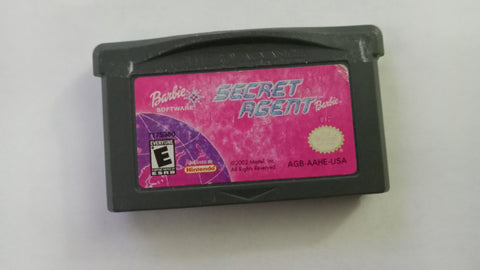 Barbie
SOFTWARE
SECRET
AGENT Barbie
EVERYONE
E
ESRB
Nintendo
©2002 Mattel, Inc.
All Rights Reserved.
AGB-AAHE-USA